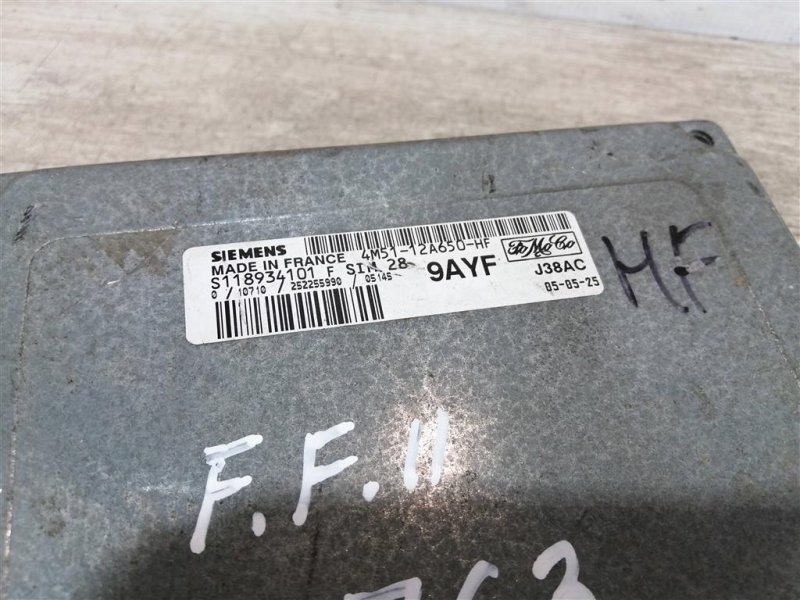 SIEMENS 4M51-12A650-HF FoMoCo
MADE IN FRANCE
S118934101 F SIM 28 9AYF J38AC
0 / 10710 / 252255990 / 05145 05-05-25
HF
F.F.II
763